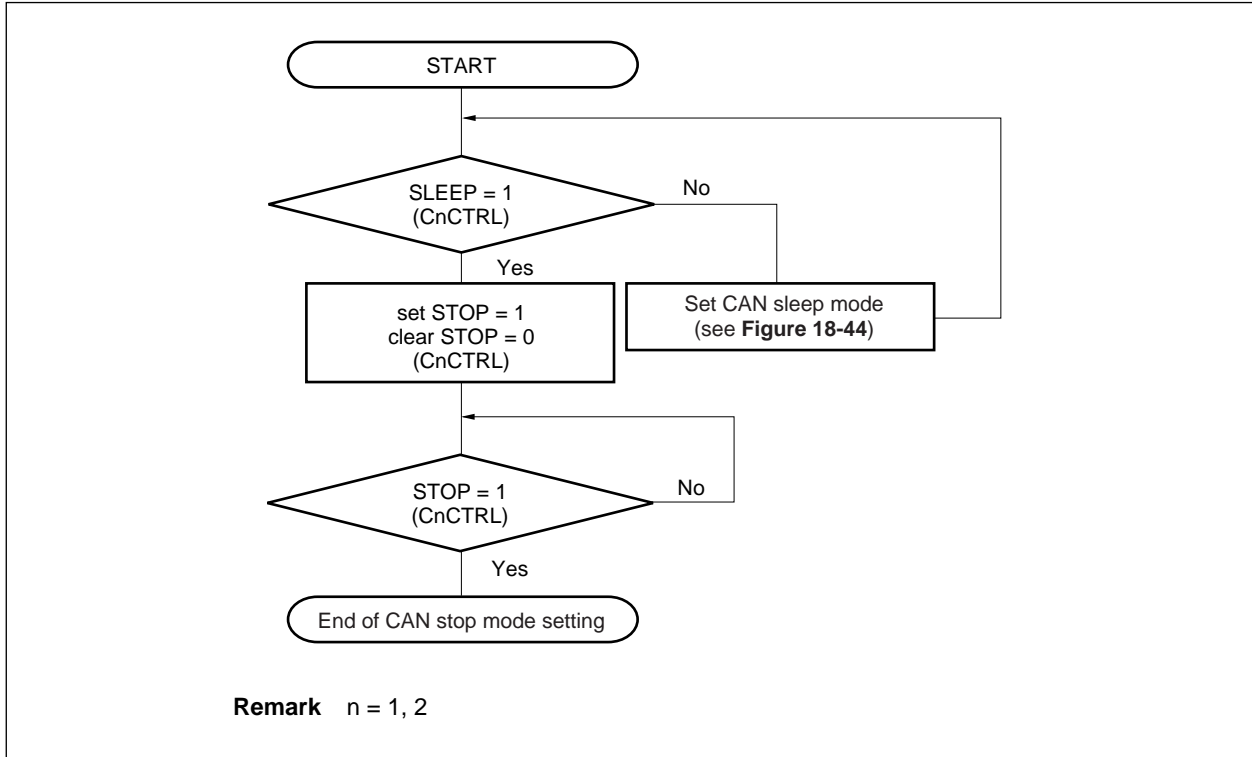 START
SLEEP = 1
(CnCTRL)
No
Yes
set STOP = 1
clear STOP = 0
(CnCTRL)
Set CAN sleep mode
(see Figure 18-44)
STOP = 1
(CnCTRL)
No
Yes
End of CAN stop mode setting
Remark n = 1, 2